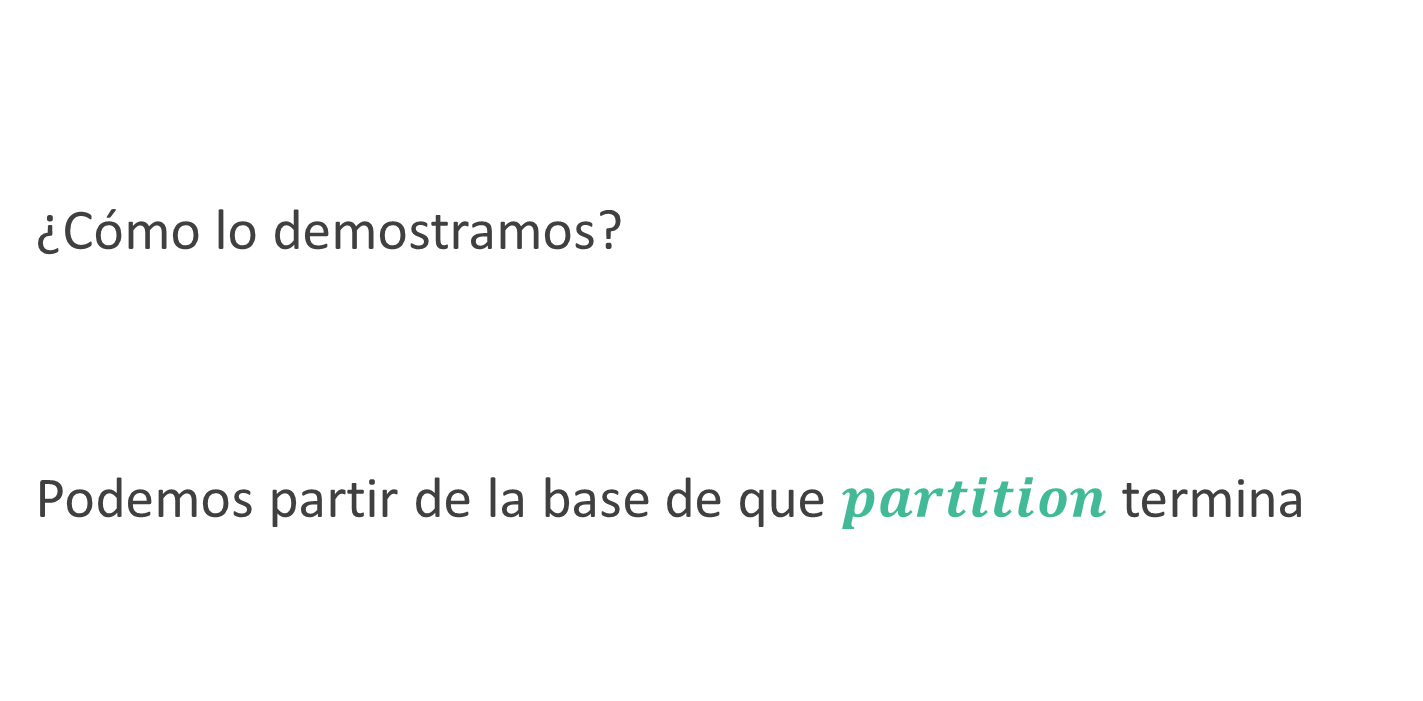 ¿Cómo lo demostramos?
Podemos partir de la base de que partition termina